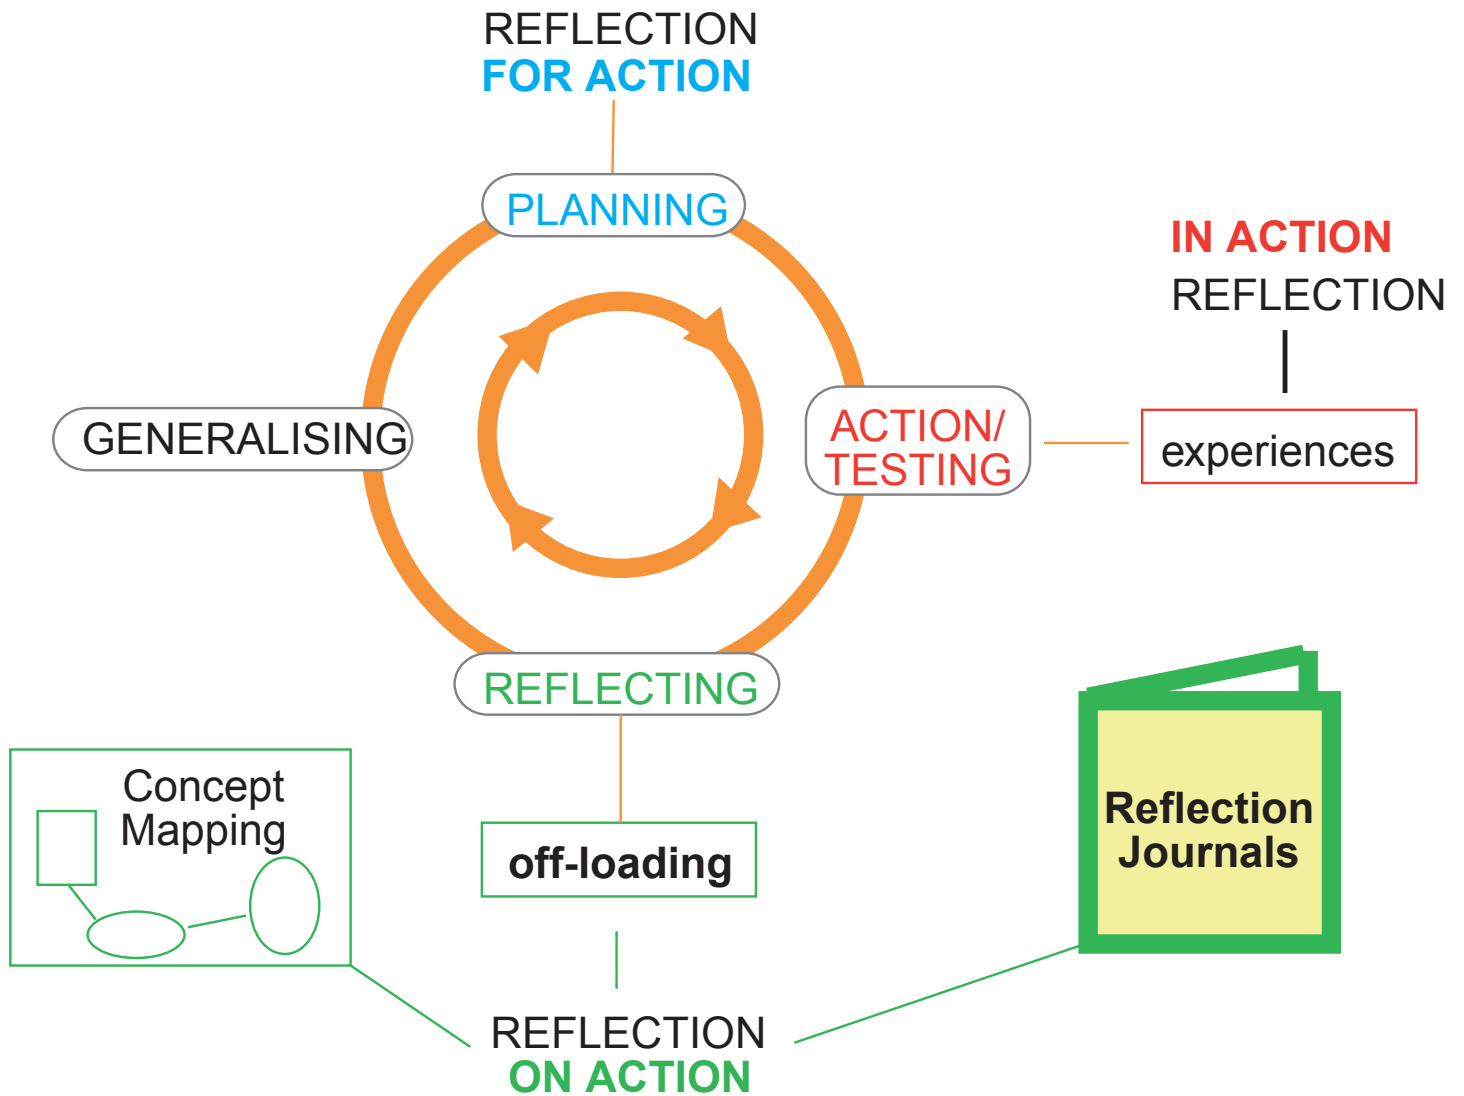 REFLECTION
FOR ACTION
PLANNING
IN ACTION
REFLECTION
GENERALISING
ACTION/
TESTING
experiences
REFLECTING
Concept
Mapping
off-loading
Reflection
Journals
REFLECTION
ON ACTION